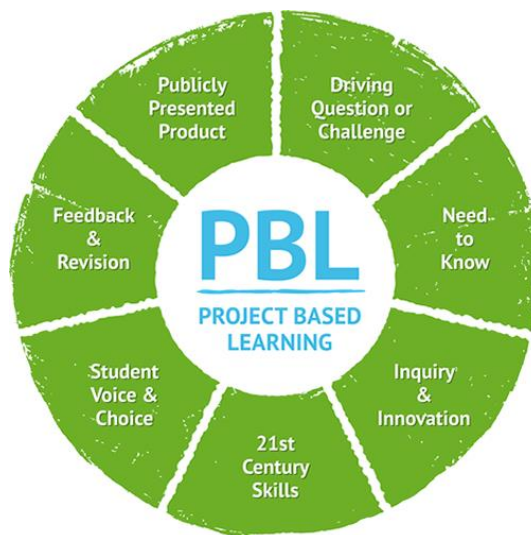 PBL
PROJECT BASED
LEARNING
Driving
Question or
Challenge
Need
to
Know
Inquiry
&
Innovation
21st
Century
Skills
Student
Voice &
Choice
Feedback
&
Revision
Publicly
Presented
Product